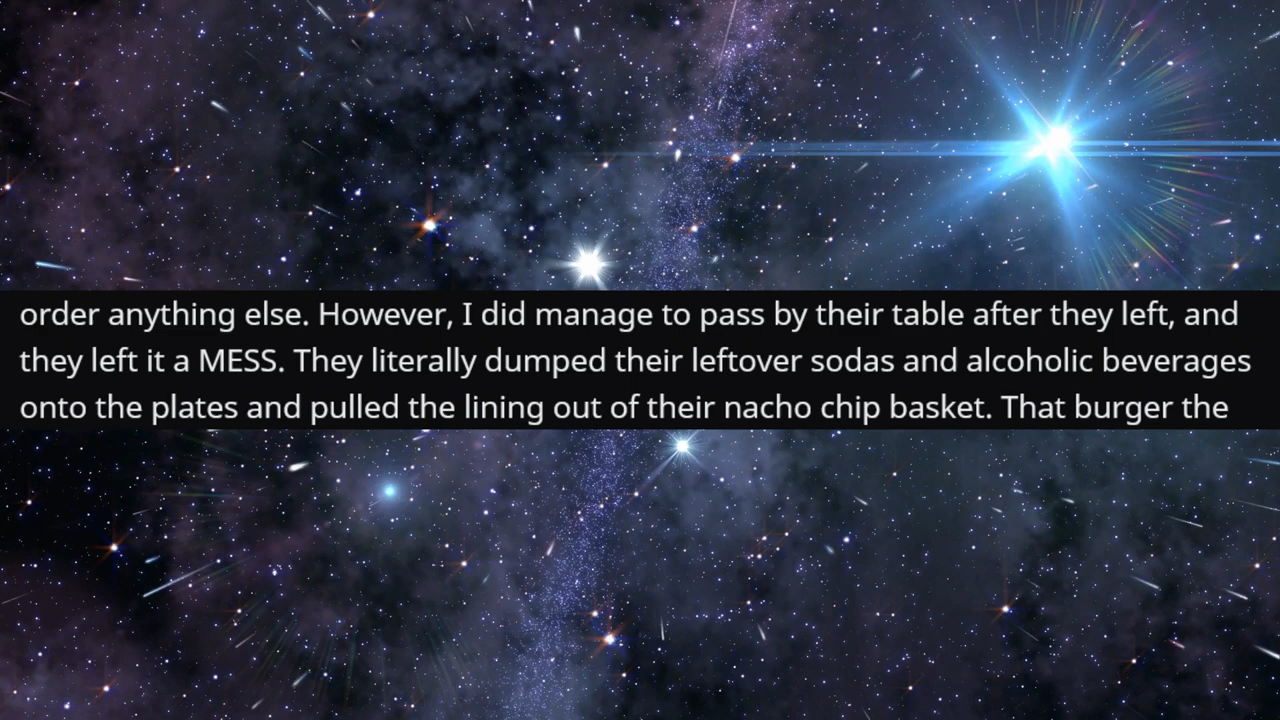 order anything else. However, I did manage to pass by their table after they left, and
they left it a MESS. They literally dumped their leftover sodas and alcoholic beverages
onto the plates and pulled the lining out of their nacho chip basket. That burger the